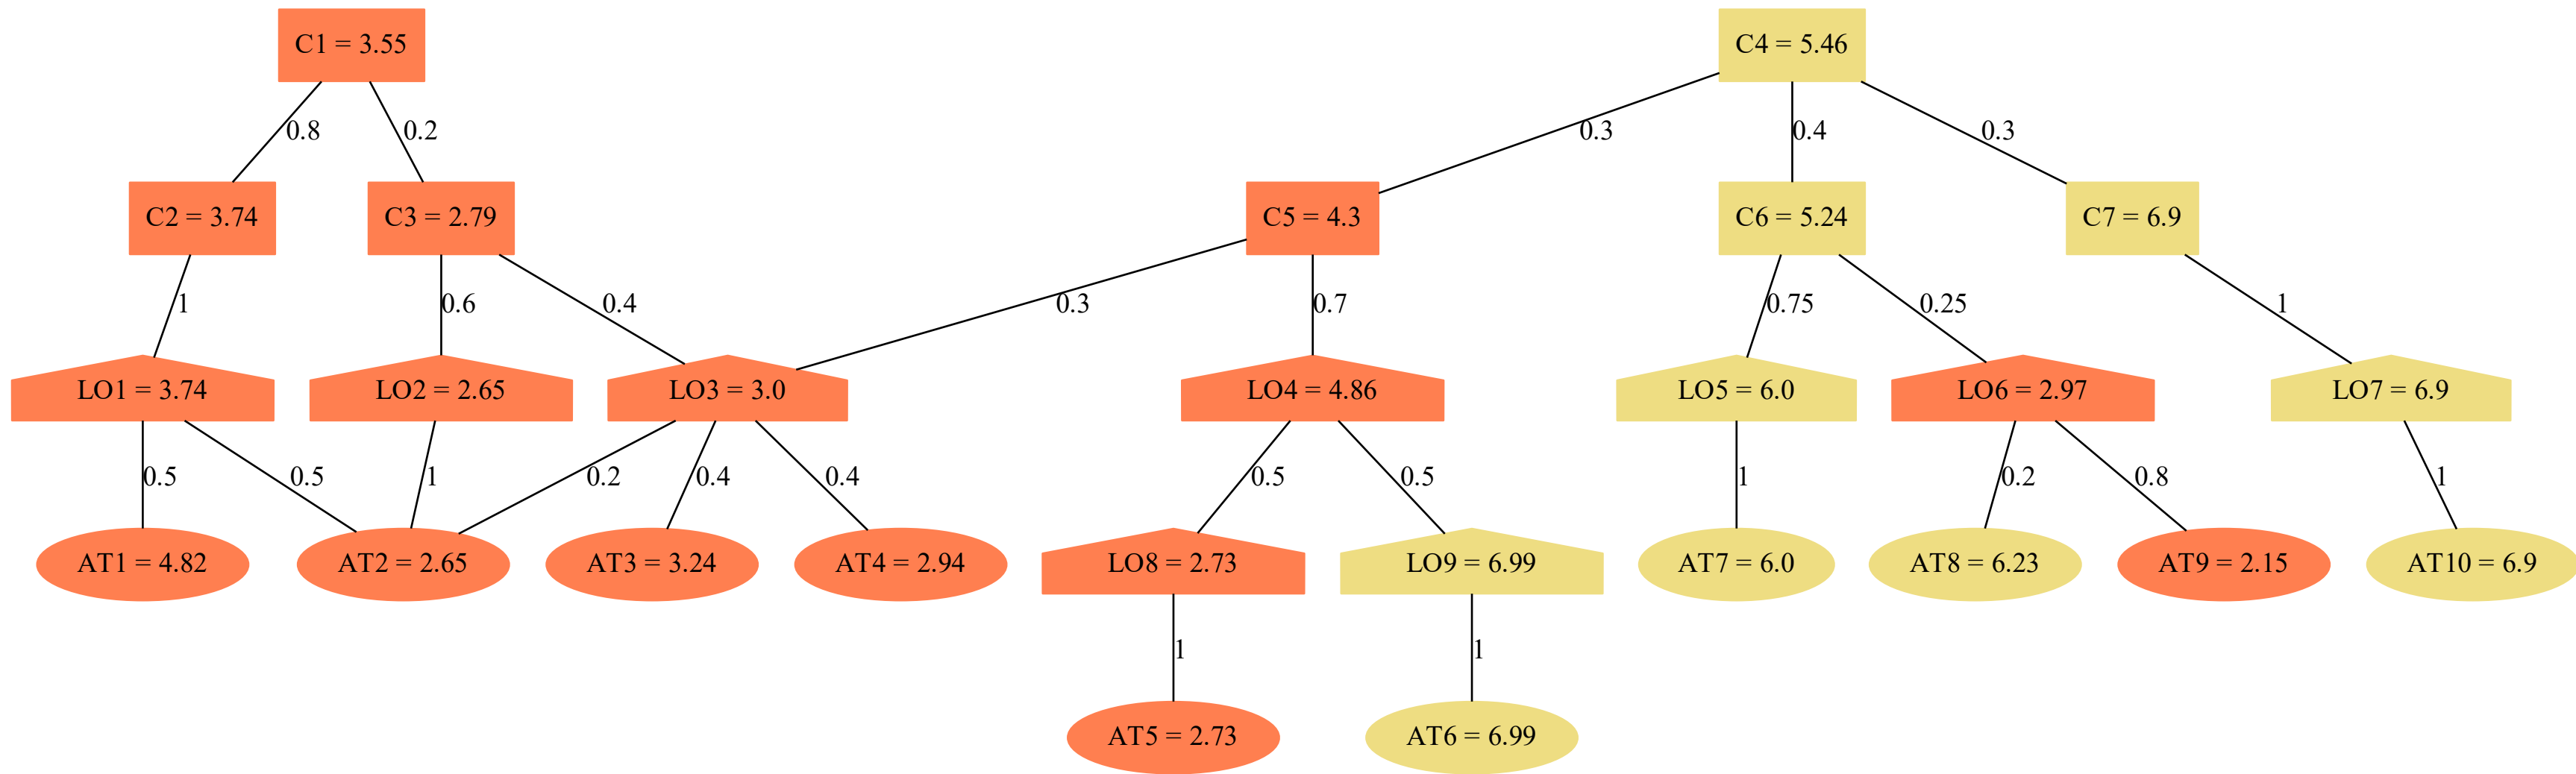 C1 = 3.55
C4 = 5.46
0.8
0.2
0.3
0.4
0.3
C2 = 3.74
C3 = 2.79
C5 = 4.3
C6 = 5.24
C7 = 6.9
1
0.6
0.4
0.3
0.7
0.75
0.25
1
LO1 = 3.74
LO2 = 2.65
LO3 = 3.0
LO4 = 4.86
LO5 = 6.0
LO6 = 2.97
LO7 = 6.9
0.5
0.5
1
0.2
0.4
0.4
0.5
0.5
1
0.2
0.8
1
AT1 = 4.82
AT2 = 2.65
AT3 = 3.24
AT4 = 2.94
LO8 = 2.73
LO9 = 6.99
AT7 = 6.0
AT8 = 6.23
AT9 = 2.15
AT10 = 6.9
1
1
AT5 = 2.73
AT6 = 6.99